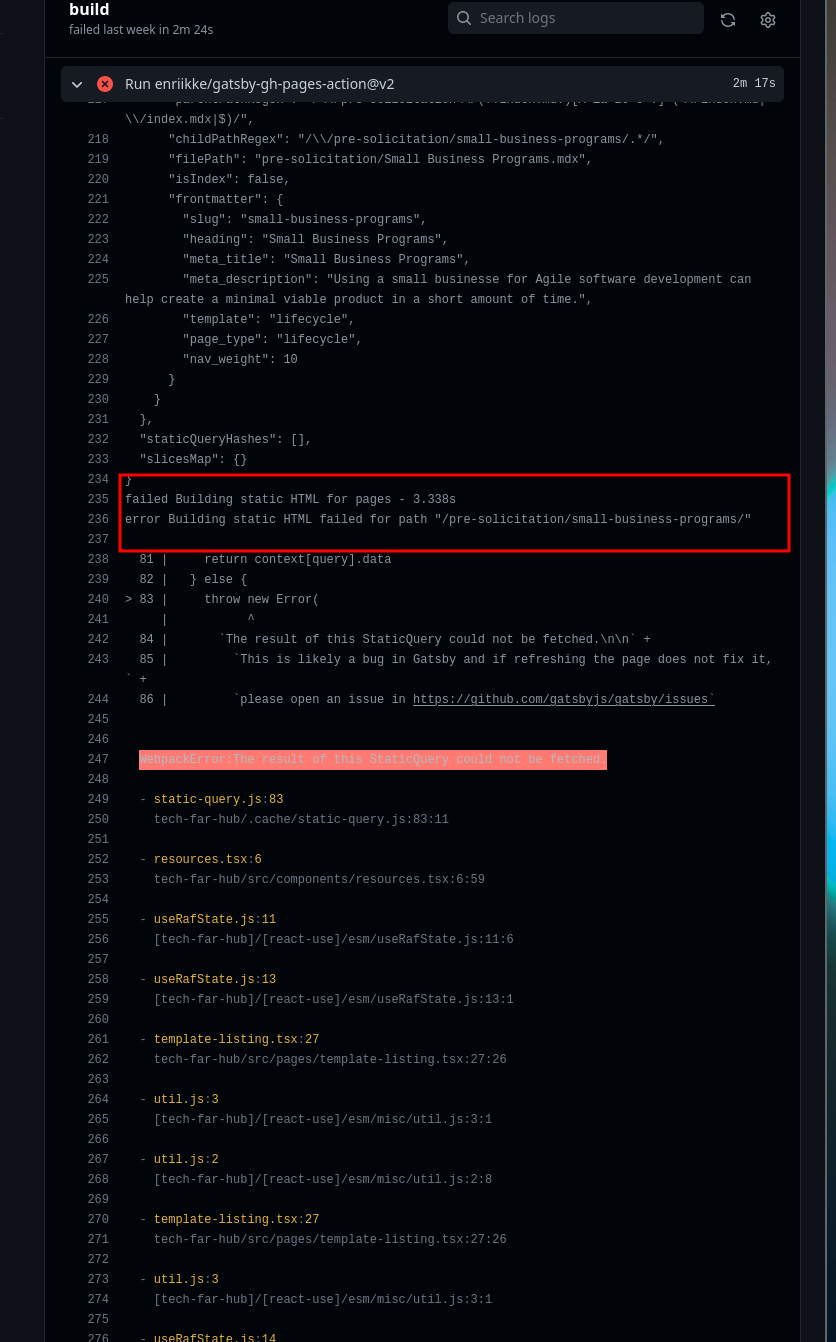 build
failed last week in 2m 24s
Search logs
Run enriikke/gatsby-gh-pages-action@v2
2m 17s
\\/index.mdx|$)/",
218 "childPathRegex": "/\\/pre-solicitation/small-business-programs/.*/",
219 "filePath": "pre-solicitation/Small Business Programs.mdx",
220 "isIndex": false,
221 "frontmatter": {
222 "slug": "small-business-programs",
223 "heading": "Small Business Programs",
224 "meta_title": "Small Business Programs",
225 "meta_description": "Using a small businesse for Agile software development can
help create a minimal viable product in a short amount of time.",
226 "template": "lifecycle",
227 "page_type": "lifecycle",
228 "nav_weight": 10
229 }
230 }
231 },
232 "staticQueryHashes": [],
233 "slicesMap": {}
234 }
235 failed Building static HTML for pages - 3.338s
236 error Building static HTML failed for path "/pre-solicitation/small-business-programs/"
237
238 81 | return context[query].data
239 82 | } else {
240 > 83 | throw new Error(
241 | ^
242 84 | `The result of this StaticQuery could not be fetched.\n\n` +
243 85 | `This is likely a bug in Gatsby and if refreshing the page does not fix it,
` +
244 86 | `please open an issue in https://github.com/gatsbyjs/gatsby/issues`
245
246
247 WebpackError:The result of this StaticQuery could not be fetched.
248
249 - static-query.js:83
250 tech-far-hub/.cache/static-query.js:83:11
251
252 - resources.tsx:6
253 tech-far-hub/src/components/resources.tsx:6:59
254
255 - useRafState.js:11
256 [tech-far-hub]/[react-use]/esm/useRafState.js:11:6
257
258 - useRafState.js:13
259 [tech-far-hub]/[react-use]/esm/useRafState.js:13:1
260
261 - template-listing.tsx:27
262 tech-far-hub/src/pages/template-listing.tsx:27:26
263
264 - util.js:3
265 [tech-far-hub]/[react-use]/esm/misc/util.js:3:1
266
267 - util.js:2
268 [tech-far-hub]/[react-use]/esm/misc/util.js:2:8
269
270 - template-listing.tsx:27
271 tech-far-hub/src/pages/template-listing.tsx:27:26
272
273 - util.js:3
274 [tech-far-hub]/[react-use]/esm/misc/util.js:3:1
275
276 - useRafState.js:14